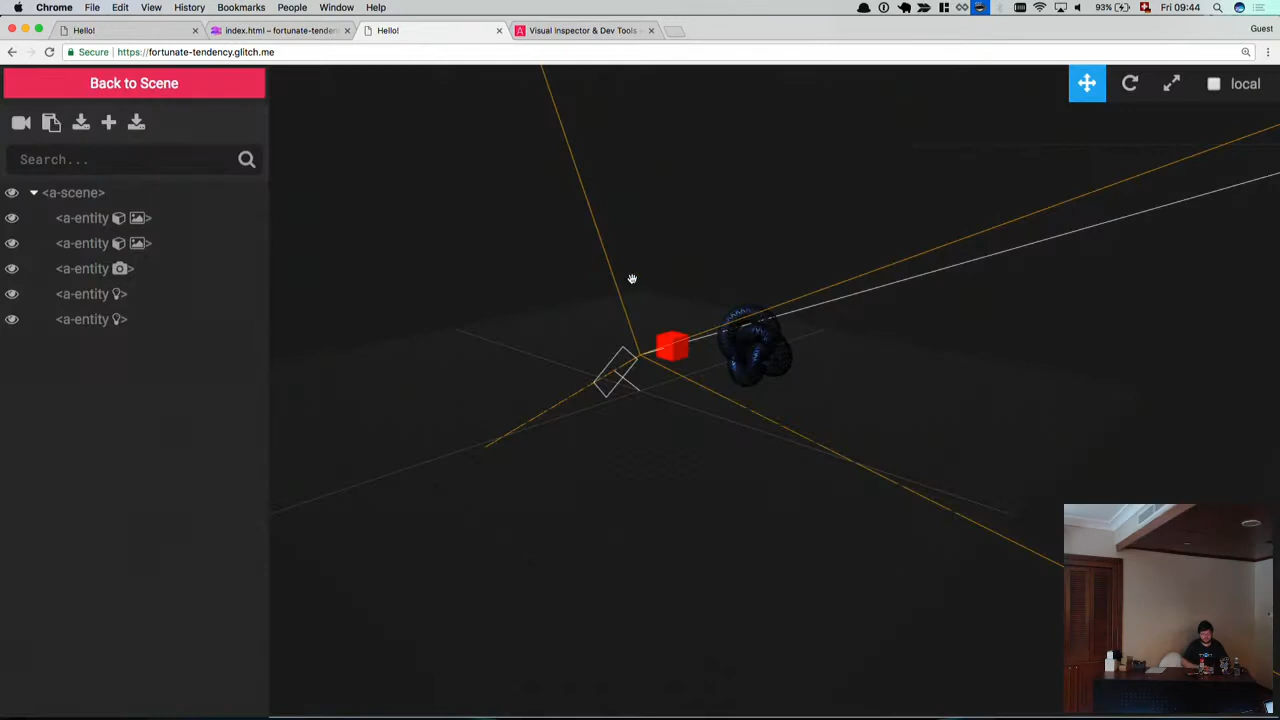 Chrome File Edit View History Bookmarks People Window Help
93% Fri 09:44
Hello!
index.html – fortunate-tenden
Hello!
Visual Inspector & Dev Tools –
Guest
Secure https://fortunate-tendency.glitch.me
Back to Scene
local
Search...
<a-scene>
<a-entity >
<a-entity >
<a-entity >
<a-entity >
<a-entity >